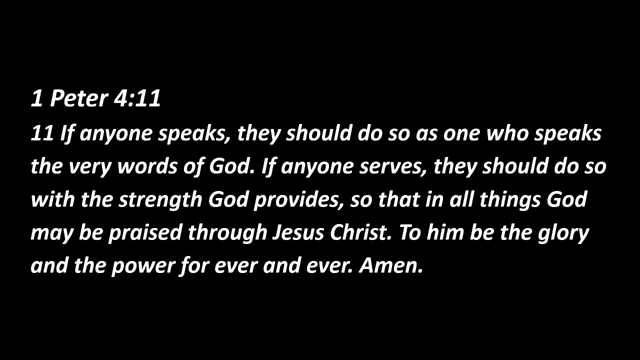 1 Peter 4:11
11 If anyone speaks, they should do so as one who speaks
the very words of God. If anyone serves, they should do so
with the strength God provides, so that in all things God
may be praised through Jesus Christ. To him be the glory
and the power for ever and ever. Amen.